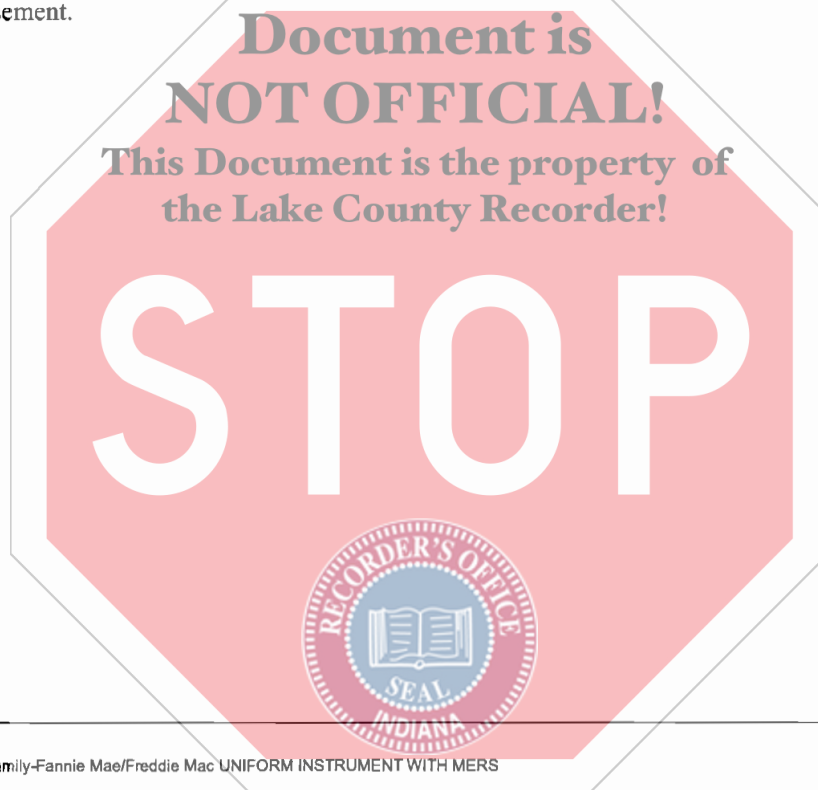 ement.
Document is
NOT OFFICIAL!
This Document is the property of
the Lake County Recorder!
STOP
RECORDER'S OFFICE
SEAL
INDIANA
mily-Fannie Mae/Freddie Mac UNIFORM INSTRUMENT WITH MERS